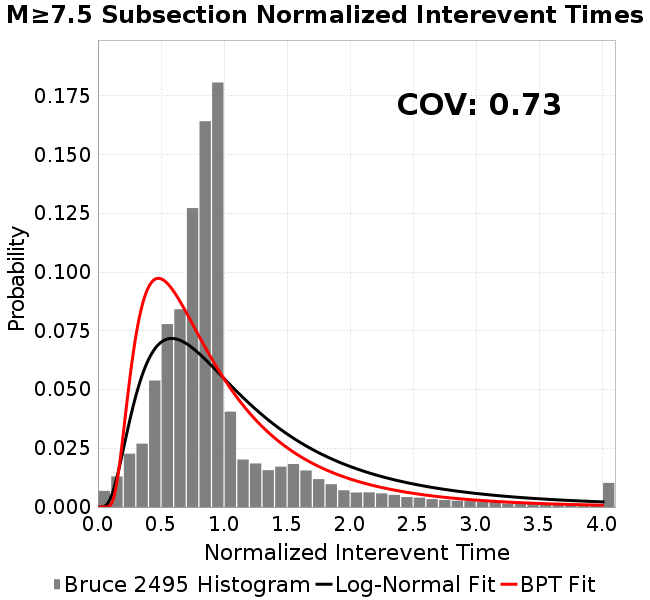 M≥7.5 Subsection Normalized Interevent Times
COV: 0.73
Probability
0.175
0.150
0.125
0.100
0.075
0.050
0.025
0.000
0.0 0.5 1.0 1.5 2.0 2.5 3.0 3.5 4.0
Normalized Interevent Time
Bruce 2495 Histogram Log-Normal Fit BPT Fit